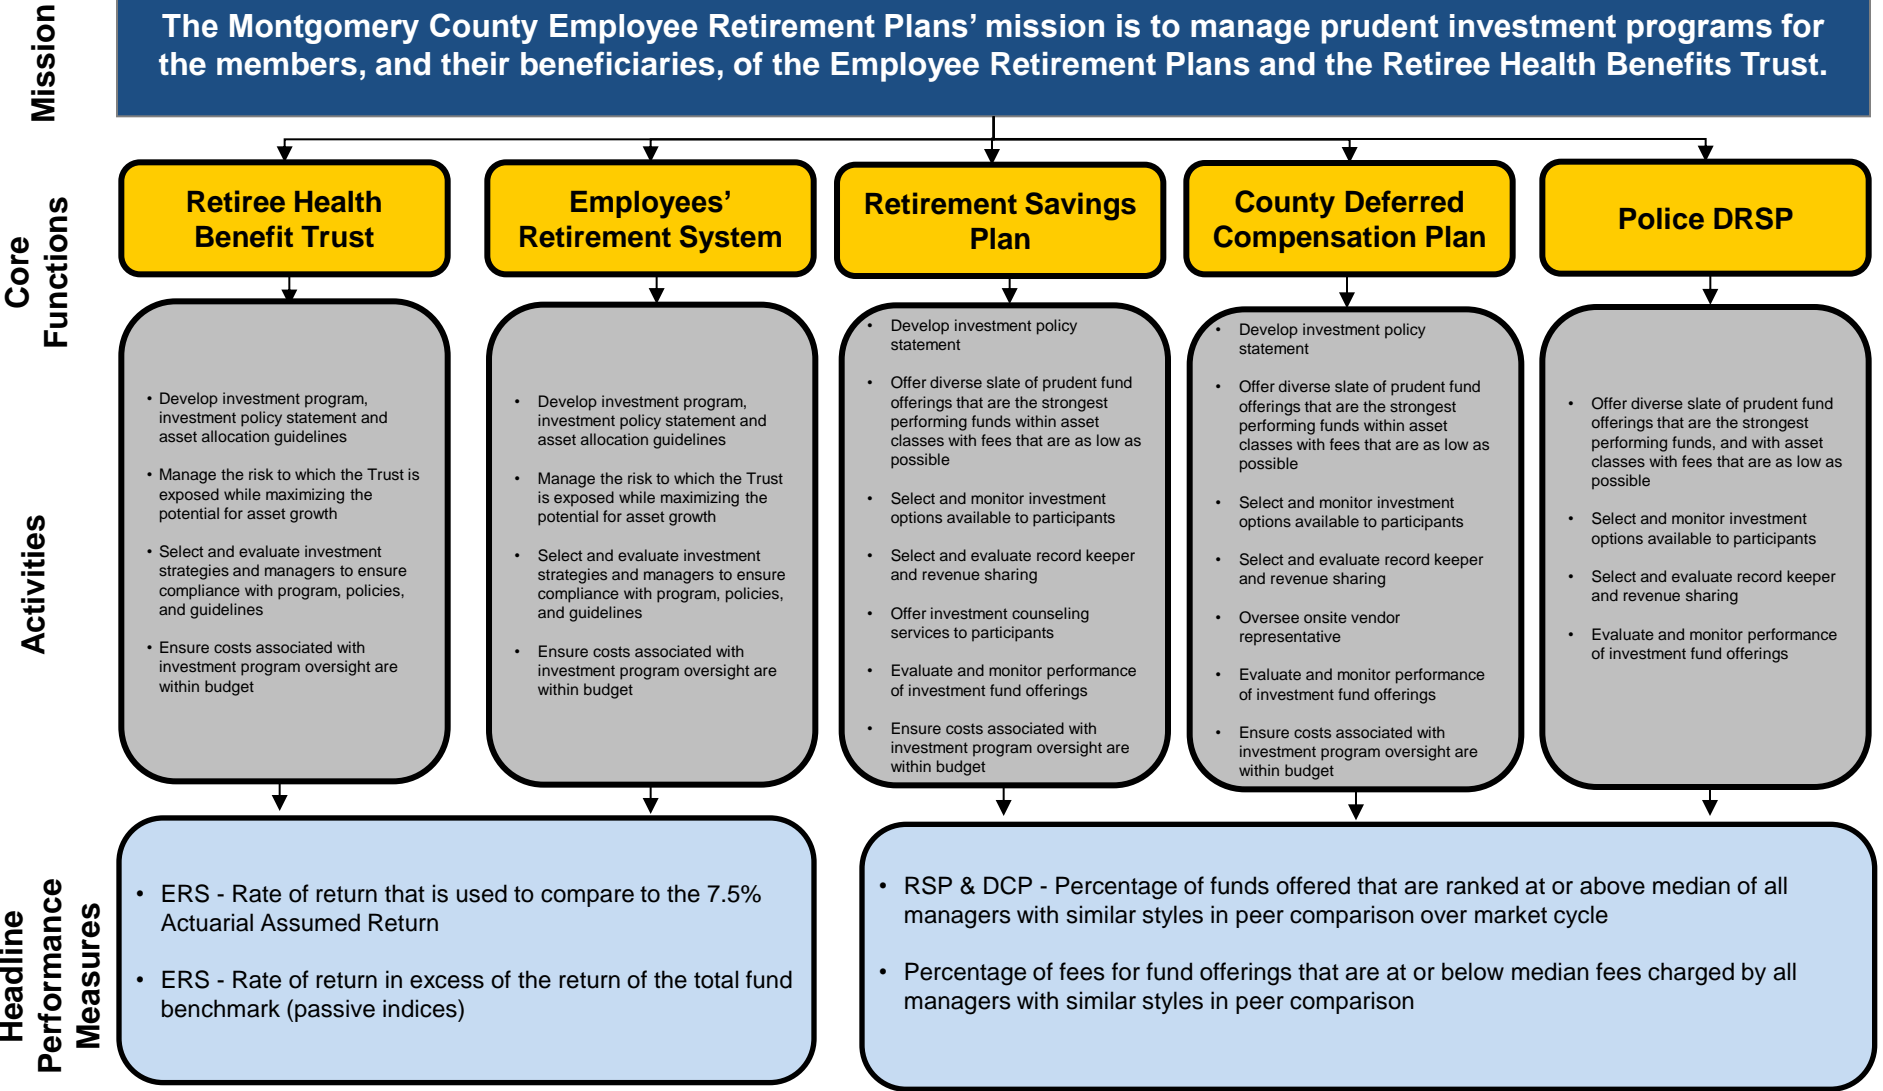 Mission
The Montgomery County Employee Retirement Plans’ mission is to manage prudent investment programs for
the members, and their beneficiaries, of the Employee Retirement Plans and the Retiree Health Benefits Trust.
Core
Functions
Retiree Health
Benefit Trust
Employees’
Retirement System
Retirement Savings
Plan
County Deferred
Compensation Plan
Police DRSP
Activities
• Develop investment program,
investment policy statement and
asset allocation guidelines
• Manage the risk to which the Trust is
exposed while maximizing the
potential for asset growth
• Select and evaluate investment
strategies and managers to ensure
compliance with program, policies,
and guidelines
• Ensure costs associated with
investment program oversight are
within budget
• Develop investment program,
investment policy statement and
asset allocation guidelines
• Manage the risk to which the Trust
is exposed while maximizing the
potential for asset growth
• Select and evaluate investment
strategies and managers to ensure
compliance with program, policies,
and guidelines
• Ensure costs associated with
investment program oversight are
within budget
• Develop investment policy
statement
• Offer diverse slate of prudent fund
offerings that are the strongest
performing funds within asset
classes with fees that are as low as
possible
• Select and monitor investment
options available to participants
• Select and evaluate record keeper
and revenue sharing
• Offer investment counseling
services to participants
• Evaluate and monitor performance
of investment fund offerings
• Ensure costs associated with
investment program oversight are
within budget
• Develop investment policy
statement
• Offer diverse slate of prudent fund
offerings that are the strongest
performing funds within asset
classes with fees that are as low as
possible
• Select and monitor investment
options available to participants
• Select and evaluate record keeper
and revenue sharing
• Oversee onsite vendor
representative
• Evaluate and monitor performance
of investment fund offerings
• Ensure costs associated with
investment program oversight are
within budget
• Offer diverse slate of prudent fund
offerings that are the strongest
performing funds, and with asset
classes with fees that are as low as
possible
• Select and monitor investment
options available to participants
• Select and evaluate record keeper
and revenue sharing
• Evaluate and monitor performance
of investment fund offerings
Headline
Performance
Measures
• ERS - Rate of return that is used to compare to the 7.5%
Actuarial Assumed Return
• ERS - Rate of return in excess of the return of the total fund
benchmark (passive indices)
• RSP & DCP - Percentage of funds offered that are ranked at or above median of all
managers with similar styles in peer comparison over market cycle
• Percentage of fees for fund offerings that are at or below median fees charged by all
managers with similar styles in peer comparison